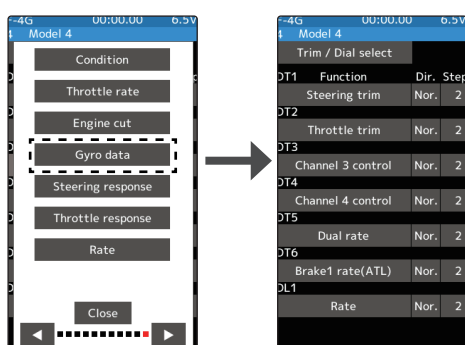 -4G 00:00.00 6.5V
4 Model 4
Condition
Throttle rate
Engine cut
Gyro data
Steering response
Throttle response
Rate
Close
-4G 00:00.00 6.5V
4 Model 4
Trim / Dial select
DT1 Function Dir. Step
Steering trim Nor. 2
DT2
Throttle trim Nor. 2
DT3
Channel 3 control Nor. 2
DT4
Channel 4 control Nor. 2
DT5
Dual rate Nor. 2
DT6
Brake1 rate(ATL) Nor. 2
DL1
Rate Nor. 2